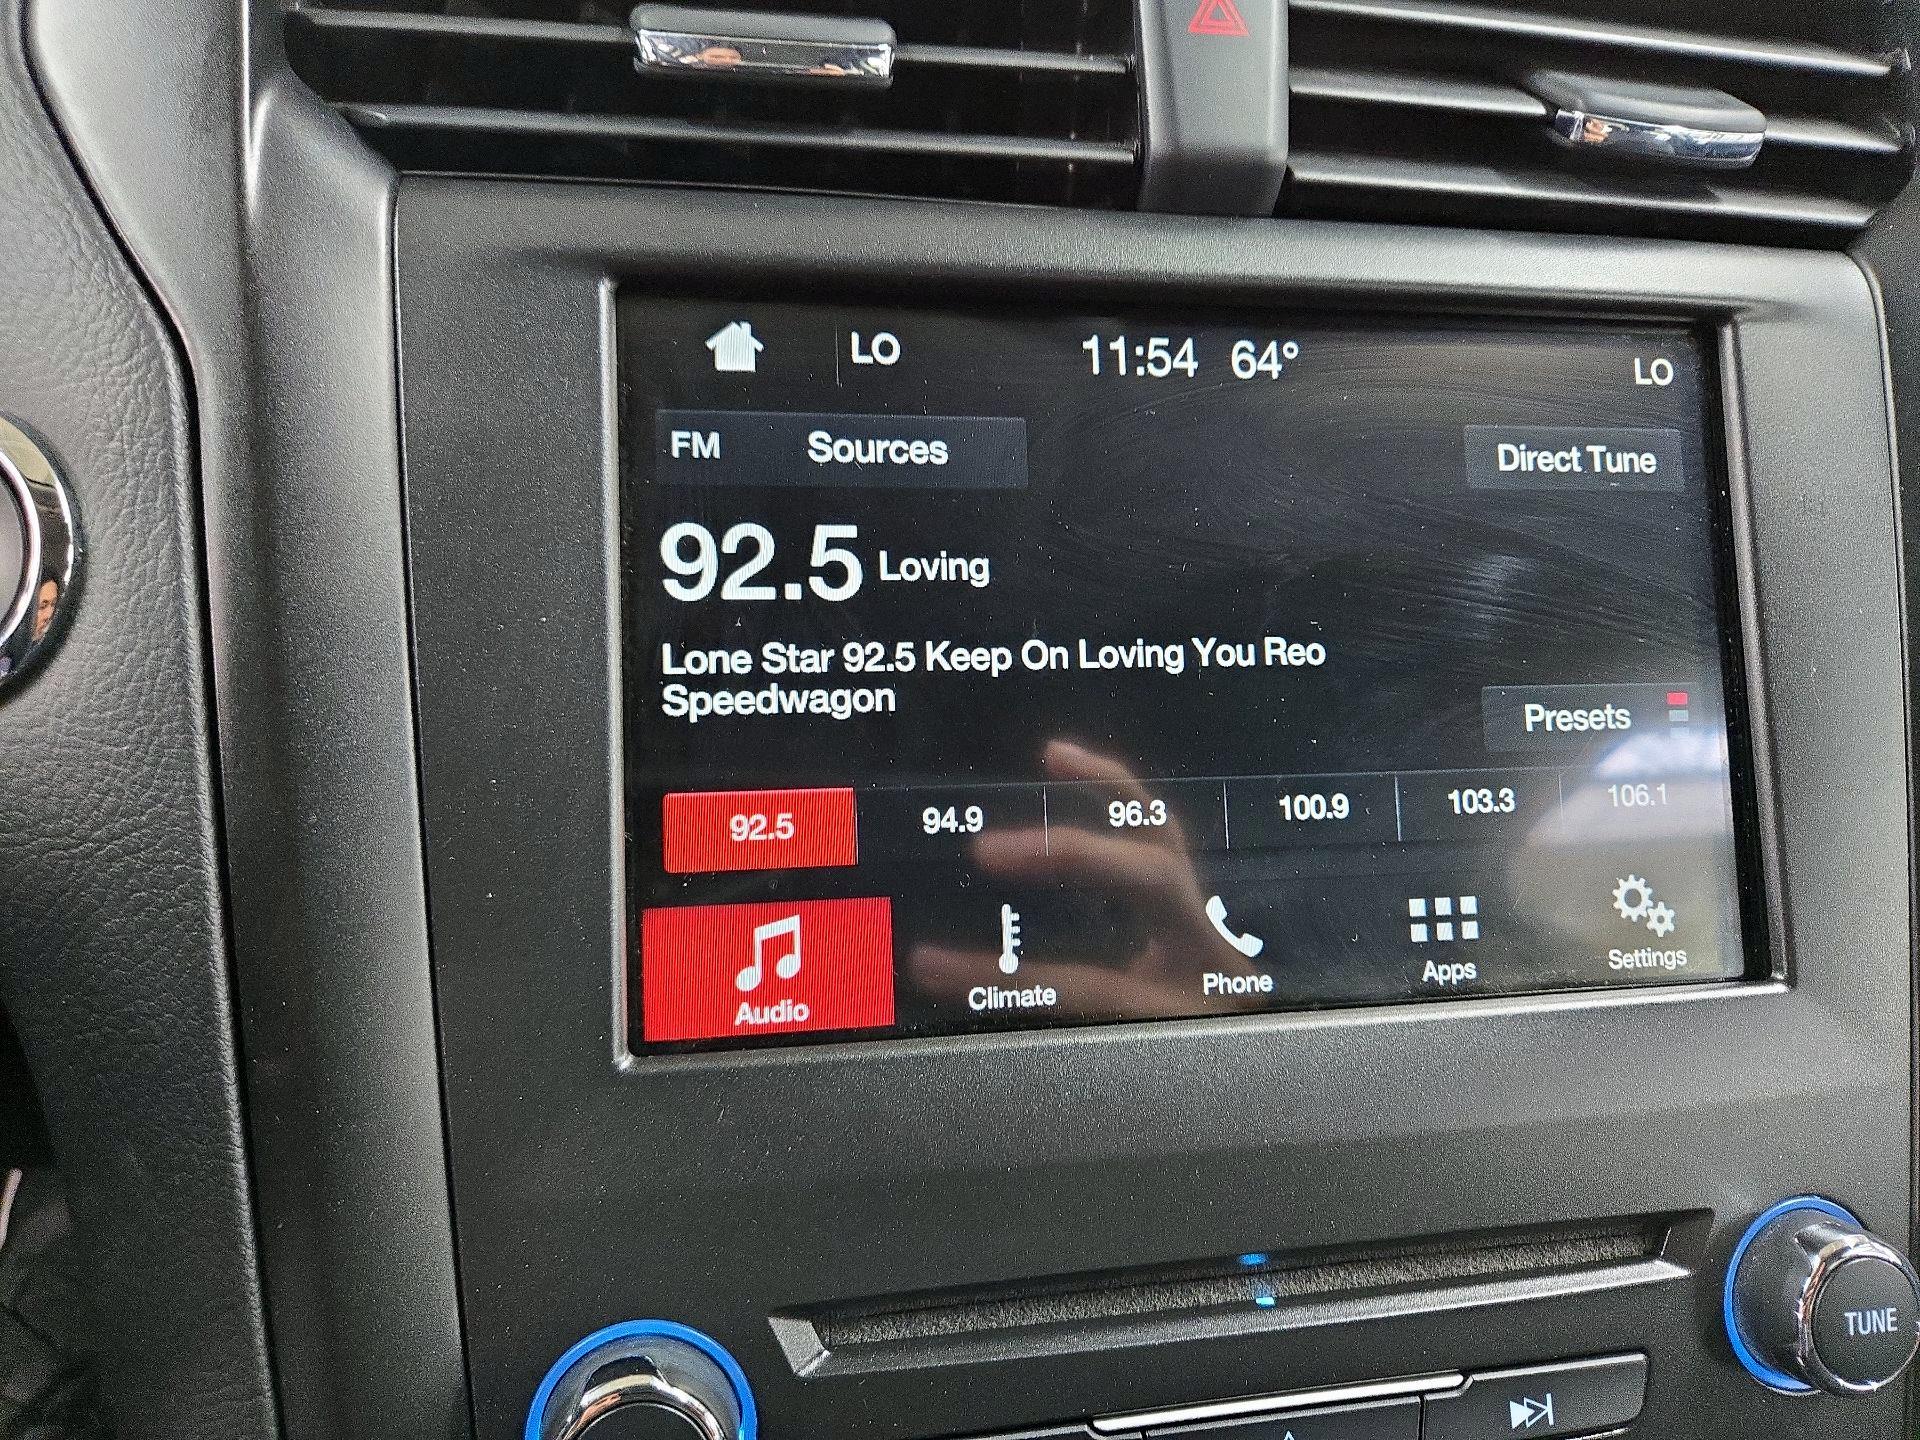 LO 11:54 64° LO
FM Sources Direct Tune
92.5 Loving
Lone Star 92.5 Keep On Loving You Reo
Speedwagon
Presets
92.5 94.9 96.3 100.9 103.3 106.1
Audio Climate Phone Apps Settings
TUNE